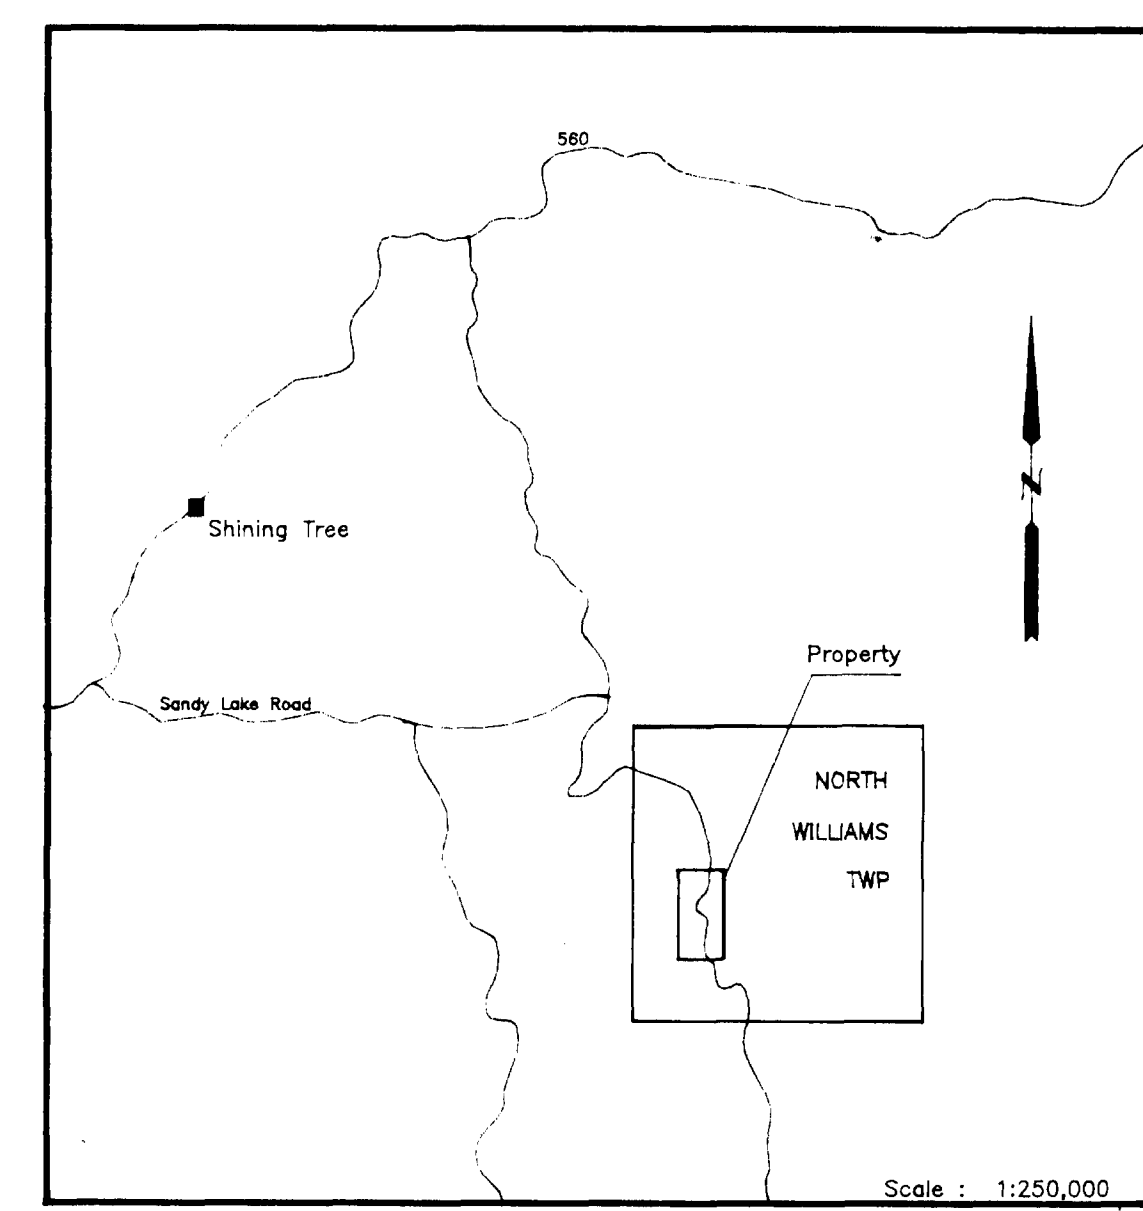 560
Shining Tree
N
Property
Sandy Lake Road
NORTH
WILLIAMS
TWP
Scale : 1:250,000